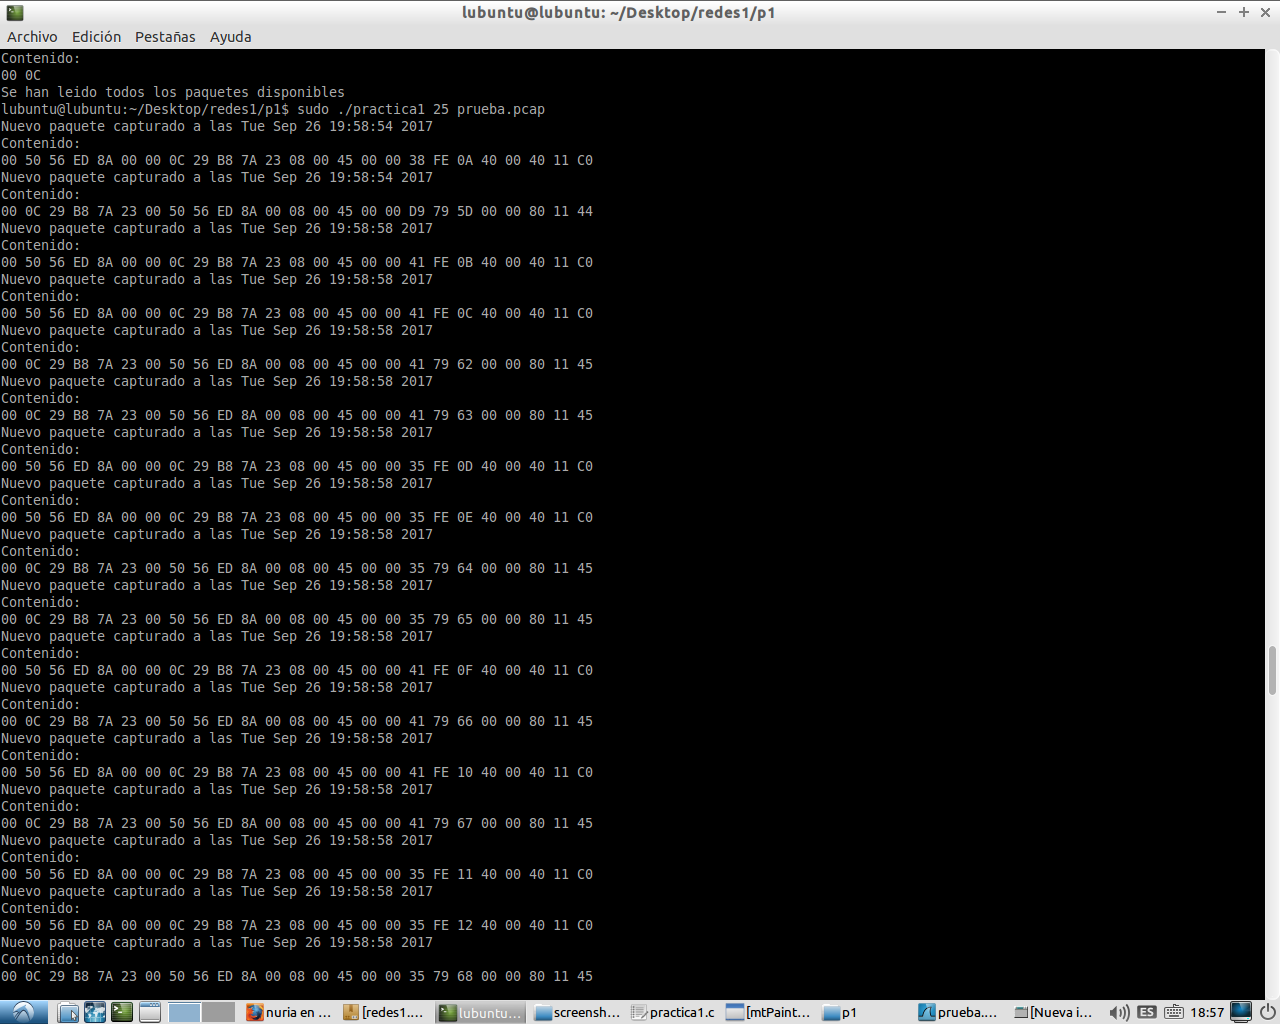 lubuntu@lubuntu: ~/Desktop/redes1/p1
Archivo Edición Pestañas Ayuda
Contenido:
00 0C
Se han leido todos los paquetes disponibles
lubuntu@lubuntu:~/Desktop/redes1/p1$ sudo ./practica1 25 prueba.pcap
Nuevo paquete capturado a las Tue Sep 26 19:58:54 2017
Contenido:
00 50 56 ED 8A 00 00 0C 29 B8 7A 23 08 00 45 00 00 38 FE 0A 40 00 40 11 C0
Nuevo paquete capturado a las Tue Sep 26 19:58:54 2017
Contenido:
00 0C 29 B8 7A 23 00 50 56 ED 8A 00 08 00 45 00 00 D9 79 5D 00 00 80 11 44
Nuevo paquete capturado a las Tue Sep 26 19:58:58 2017
Contenido:
00 50 56 ED 8A 00 00 0C 29 B8 7A 23 08 00 45 00 00 41 FE 0B 40 00 40 11 C0
Nuevo paquete capturado a las Tue Sep 26 19:58:58 2017
Contenido:
00 50 56 ED 8A 00 00 0C 29 B8 7A 23 08 00 45 00 00 41 FE 0C 40 00 40 11 C0
Nuevo paquete capturado a las Tue Sep 26 19:58:58 2017
Contenido:
00 0C 29 B8 7A 23 00 50 56 ED 8A 00 08 00 45 00 00 41 79 62 00 00 80 11 45
Nuevo paquete capturado a las Tue Sep 26 19:58:58 2017
Contenido:
00 0C 29 B8 7A 23 00 50 56 ED 8A 00 08 00 45 00 00 41 79 63 00 00 80 11 45
Nuevo paquete capturado a las Tue Sep 26 19:58:58 2017
Contenido:
00 50 56 ED 8A 00 00 0C 29 B8 7A 23 08 00 45 00 00 35 FE 0D 40 00 40 11 C0
Nuevo paquete capturado a las Tue Sep 26 19:58:58 2017
Contenido:
00 50 56 ED 8A 00 00 0C 29 B8 7A 23 08 00 45 00 00 35 FE 0E 40 00 40 11 C0
Nuevo paquete capturado a las Tue Sep 26 19:58:58 2017
Contenido:
00 0C 29 B8 7A 23 00 50 56 ED 8A 00 08 00 45 00 00 35 79 64 00 00 80 11 45
Nuevo paquete capturado a las Tue Sep 26 19:58:58 2017
Contenido:
00 0C 29 B8 7A 23 00 50 56 ED 8A 00 08 00 45 00 00 35 79 65 00 00 80 11 45
Nuevo paquete capturado a las Tue Sep 26 19:58:58 2017
Contenido:
00 50 56 ED 8A 00 00 0C 29 B8 7A 23 08 00 45 00 00 41 FE 0F 40 00 40 11 C0
Nuevo paquete capturado a las Tue Sep 26 19:58:58 2017
Contenido:
00 0C 29 B8 7A 23 00 50 56 ED 8A 00 08 00 45 00 00 41 79 66 00 00 80 11 45
Nuevo paquete capturado a las Tue Sep 26 19:58:58 2017
Contenido:
00 50 56 ED 8A 00 00 0C 29 B8 7A 23 08 00 45 00 00 41 FE 10 40 00 40 11 C0
Nuevo paquete capturado a las Tue Sep 26 19:58:58 2017
Contenido:
00 0C 29 B8 7A 23 00 50 56 ED 8A 00 08 00 45 00 00 41 79 67 00 00 80 11 45
Nuevo paquete capturado a las Tue Sep 26 19:58:58 2017
Contenido:
00 50 56 ED 8A 00 00 0C 29 B8 7A 23 08 00 45 00 00 35 FE 11 40 00 40 11 C0
Nuevo paquete capturado a las Tue Sep 26 19:58:58 2017
Contenido:
00 50 56 ED 8A 00 00 0C 29 B8 7A 23 08 00 45 00 00 35 FE 12 40 00 40 11 C0
Nuevo paquete capturado a las Tue Sep 26 19:58:58 2017
Contenido:
00 0C 29 B8 7A 23 00 50 56 ED 8A 00 08 00 45 00 00 35 79 68 00 00 80 11 45
nuria en ... [redes1.... lubuntu... screensh... practica1.c [mtPaint... p1 prueba.... [Nueva i... ES 18:57